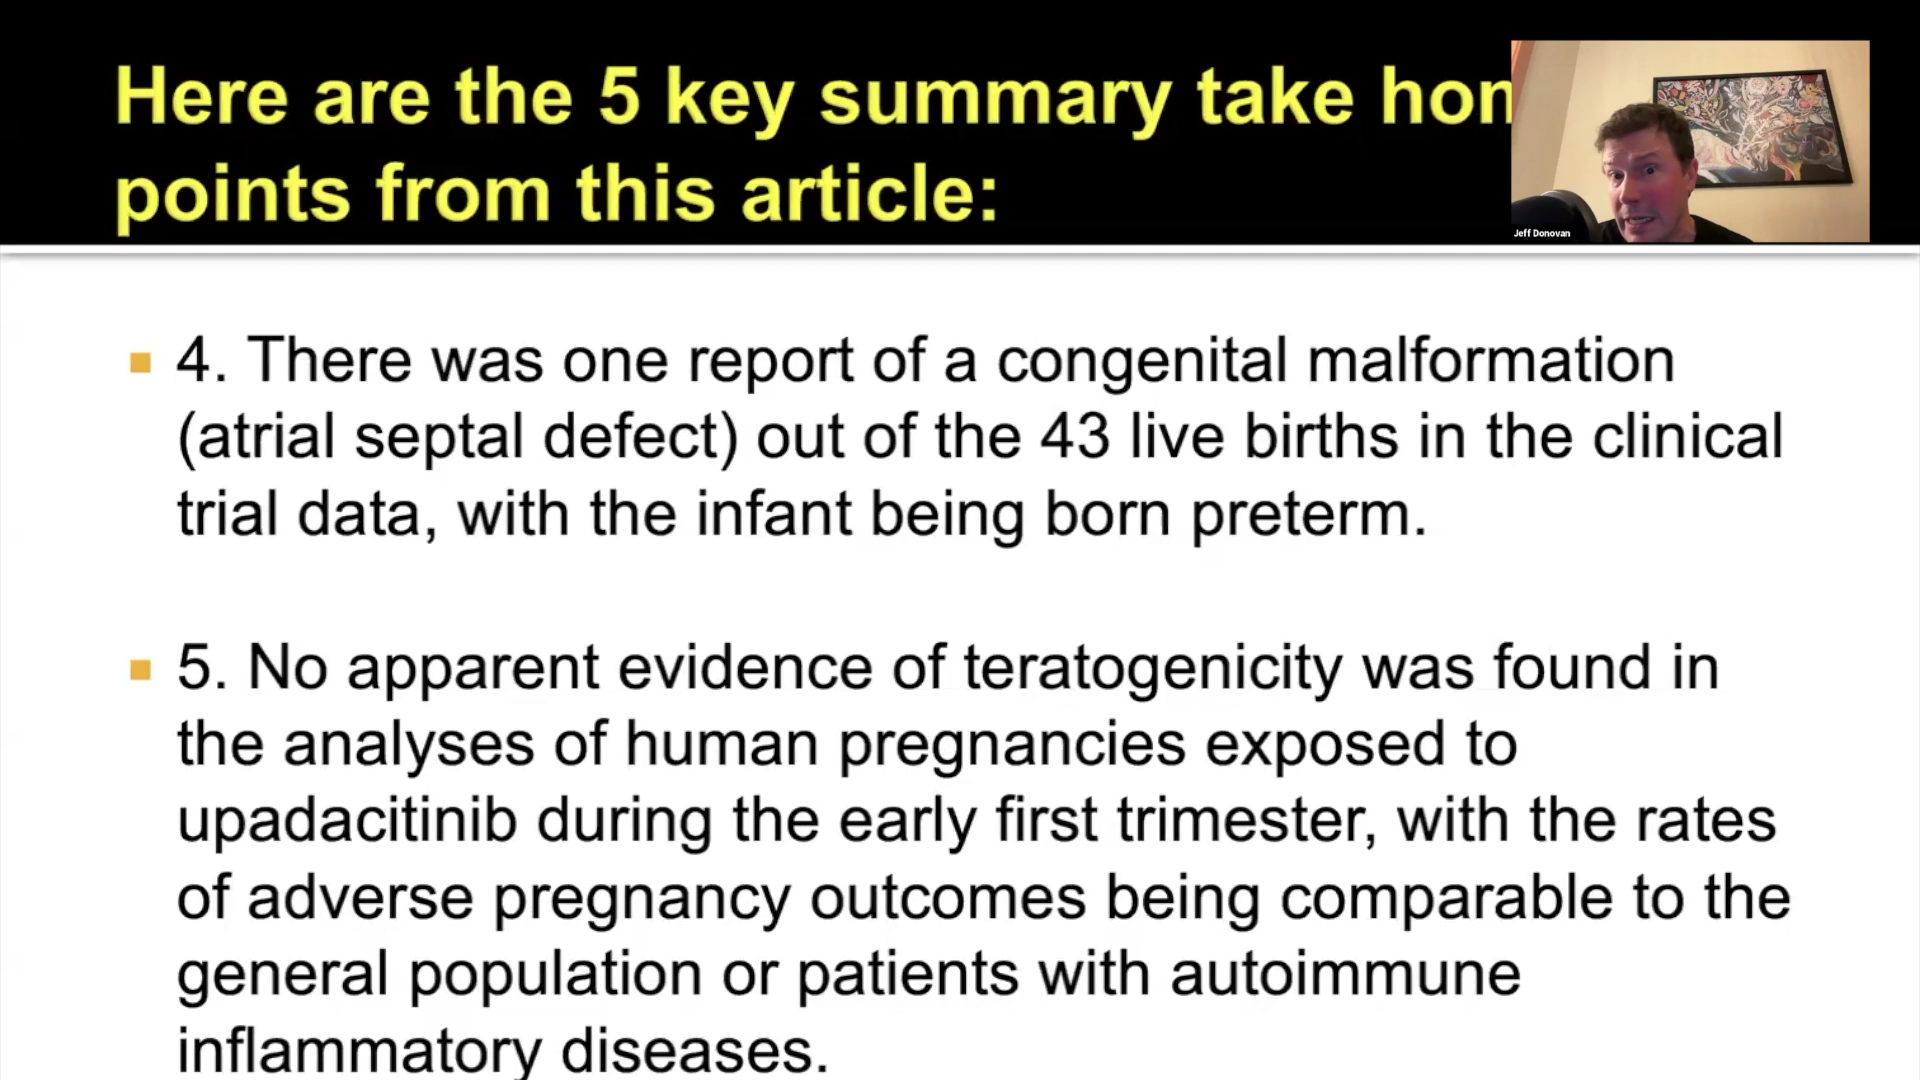 Here are the 5 key summary take
points from this article:
Jeff Donovan
4. There was one report of a congenital malformation
(atrial septal defect) out of the 43 live births in the clinical
trial data, with the infant being born preterm.
5. No apparent evidence of teratogenicity was found in
the analyses of human pregnancies exposed to
upadacitinib during the early first trimester, with the rates
of adverse pregnancy outcomes being comparable to the
general population or patients with autoimmune
inflammatory diseases.